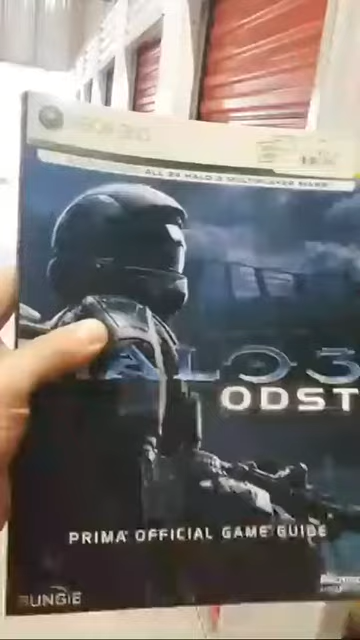 XBOX 360
ALL 24 HALO 3 MULTIPLAYER MAPS
HALO 3
ODST
PRIMA OFFICIAL GAME GUIDE
BUNGIE